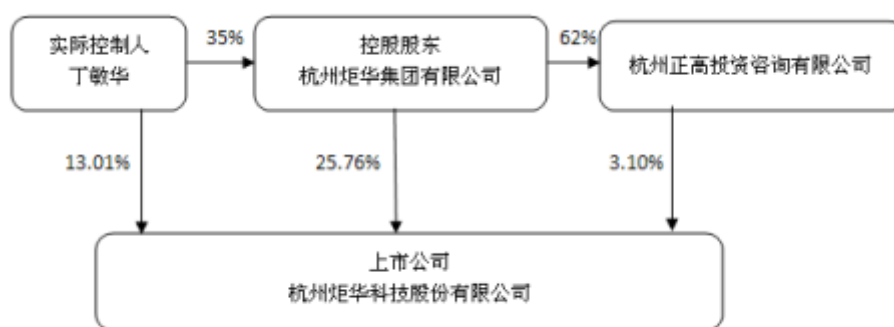 实际控制人
丁敏华
35%
控股股东
杭州炬华集团有限公司
62%
杭州正高投资咨询有限公司
13.01%
25.76%
3.10%
上市公司
杭州炬华科技股份有限公司